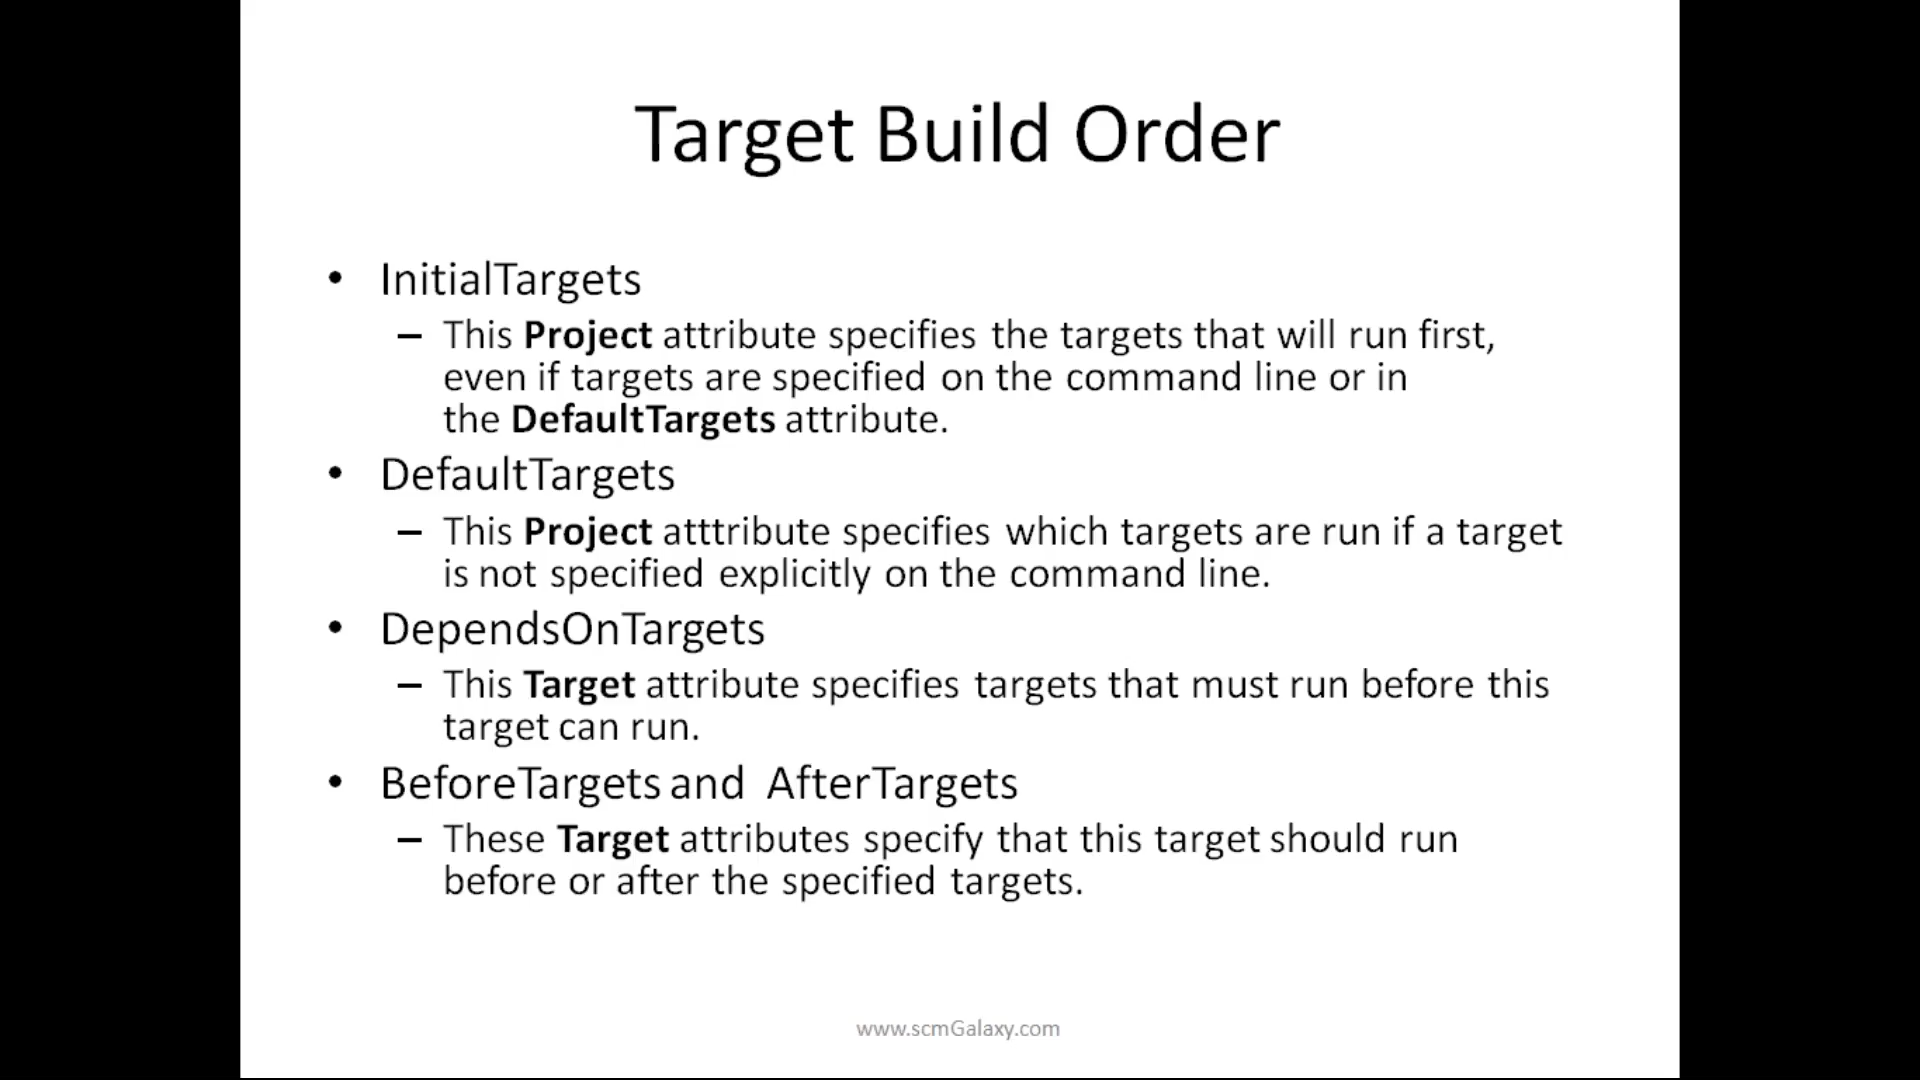 Target Build Order
• InitialTargets
– This Project attribute specifies the targets that will run first,
even if targets are specified on the command line or in
the DefaultTargets attribute.
• DefaultTargets
– This Project atttribute specifies which targets are run if a target
is not specified explicitly on the command line.
• DependsOnTargets
– This Target attribute specifies targets that must run before this
target can run.
• BeforeTargets and AfterTargets
– These Target attributes specify that this target should run
before or after the specified targets.
www.scmGalaxy.com